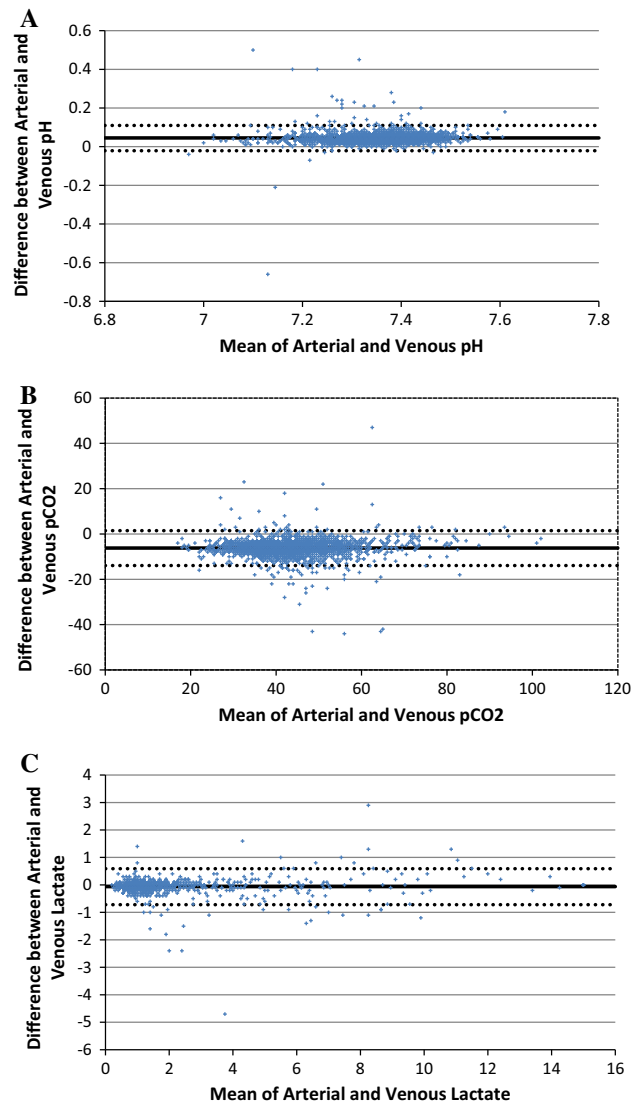 A
Difference between Arterial and
Venous pH
0.6
0.4
0.2
0
-0.2
-0.4
-0.6
-0.8
6.8 7 7.2 7.4 7.6 7.8
Mean of Arterial and Venous pH
B
Difference between Arterial and
Venous pCO2
60
40
20
0
-20
-40
-60
0 20 40 60 80 100 120
Mean of Arterial and Venous pCO2
C
Difference between Arterial and
Venous Lactate
4
3
2
1
0
-1
-2
-3
-4
-5
-6
0 2 4 6 8 10 12 14 16
Mean of Arterial and Venous Lactate